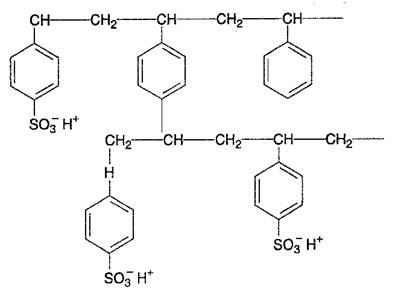 CH CH₂ CH CH₂ CH
SO₃⁻ H⁺
CH₂ CH CH₂ CH CH₂
H
SO₃⁻ H⁺
SO₃⁻ H⁺